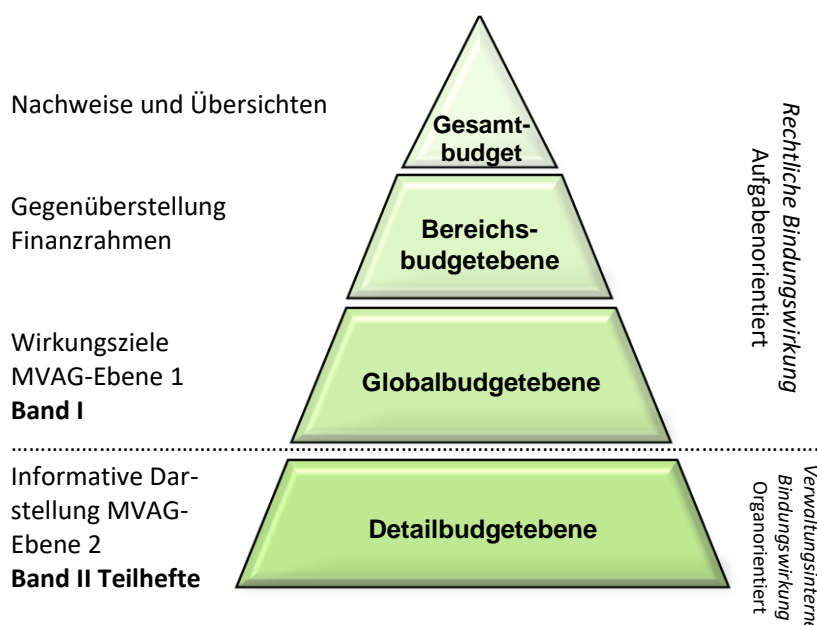 Nachweise und Übersichten
Gesamt-
budget
Gegenüberstellung
Finanzrahmen
Bereichs-
budgetebene
Wirkungsziele
MVAG-Ebene 1
Band I
Globalbudgetebene
Rechtliche Bindungswirkung
Aufgabenorientiert
Informative Dar-
stellung MVAG-
Ebene 2
Band II Teilhefte
Detailbudgetebene
Verwaltungsinterne
Bindungswirkung
Organorientiert